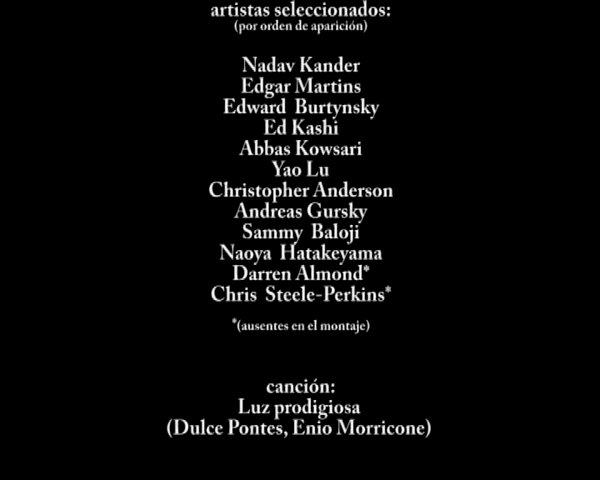 artistas seleccionados:
(por orden de aparición)
Nadav Kander
Edgar Martins
Edward Burtynsky
Ed Kashi
Abbas Kowsari
Yao Lu
Christopher Anderson
Andreas Gursky
Sammy Baloji
Naoya Hatakeyama
Darren Almond*
Chris Steele-Perkins*
*(ausentes en el montaje)
canción:
Luz prodigiosa
(Dulce Pontes, Enio Morricone)